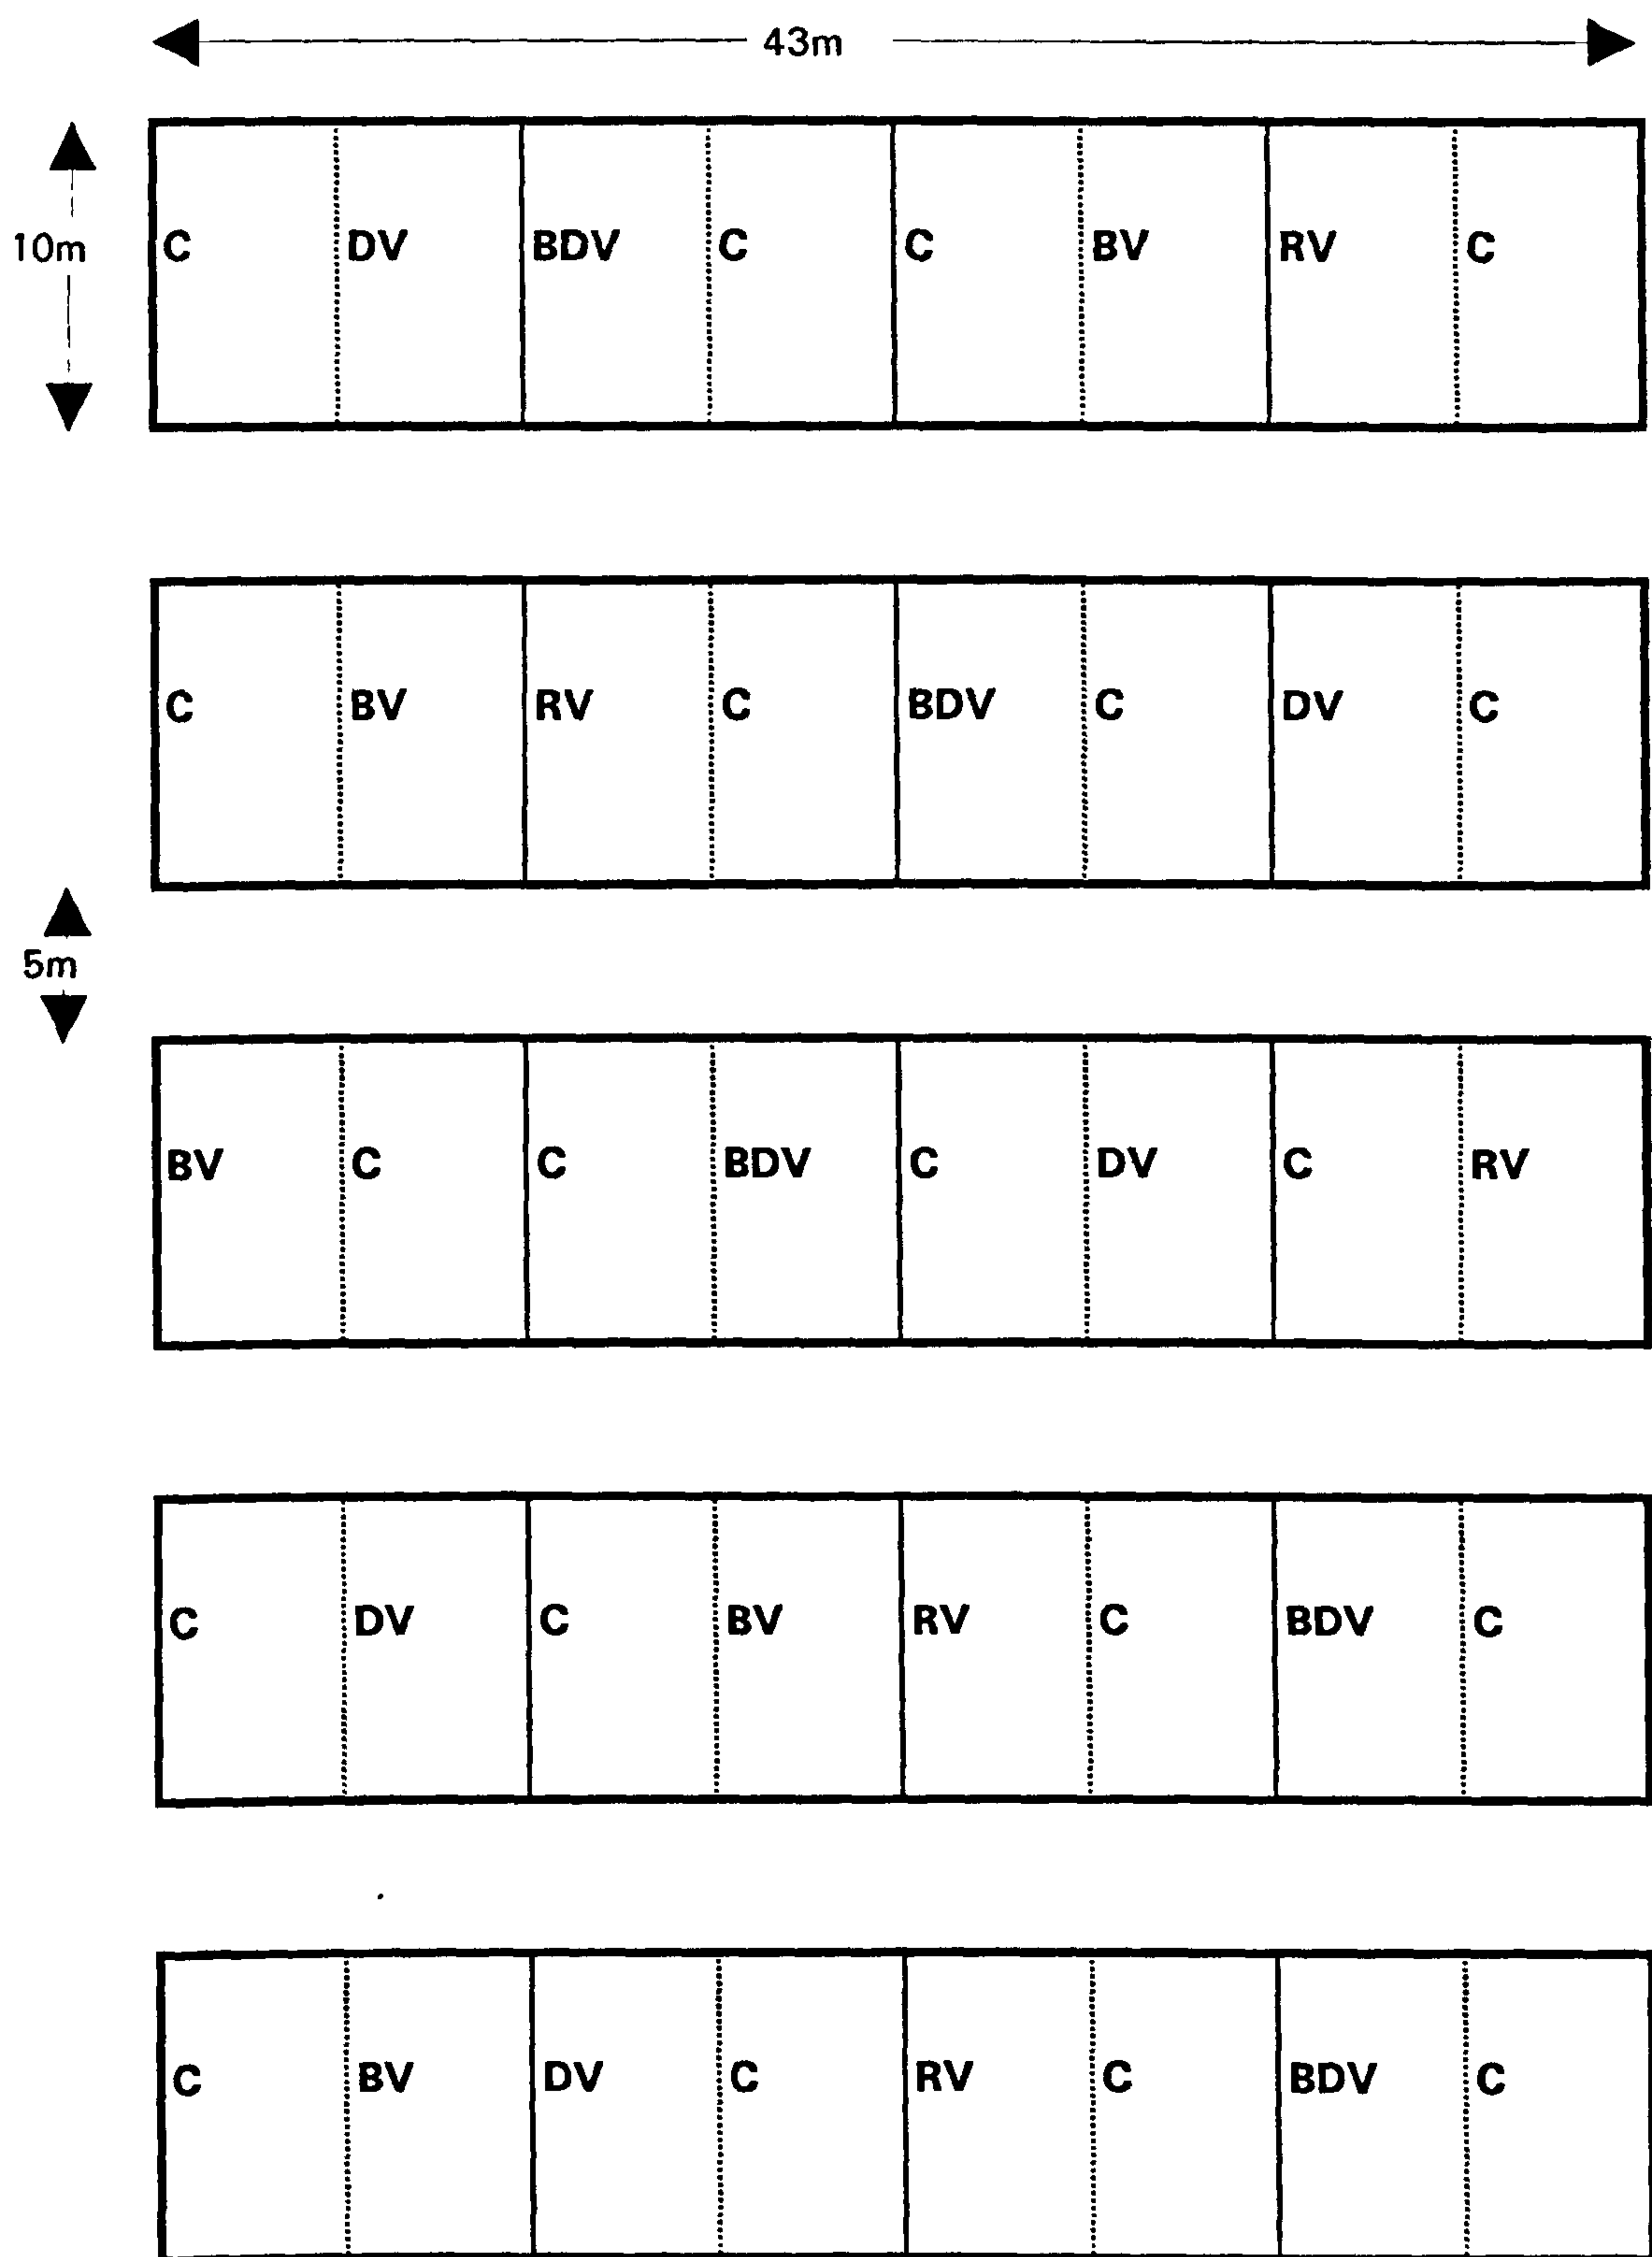 43m
10m
C DV BDV C C BV RV C
C BV RV C BDV C DV C
5m
BV C C BDV C DV C RV
C DV C BV RV C BDV C
C BV DV C RV C BDV C